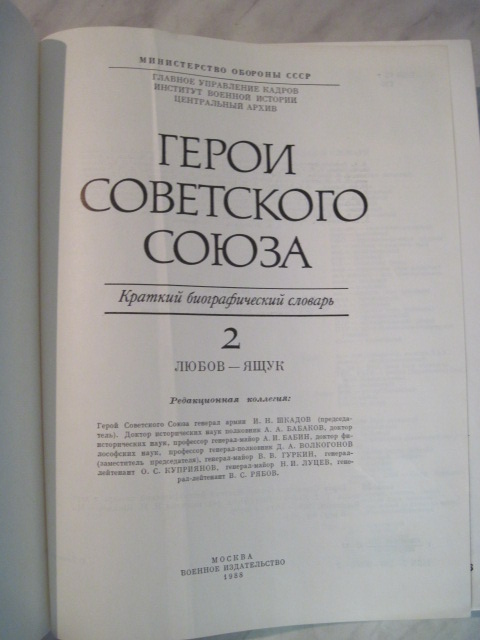 МИНИСТЕРСТВО ОБОРОНЫ СССР
ГЛАВНОЕ УПРАВЛЕНИЕ КАДРОВ
ИНСТИТУТ ВОЕННОЙ ИСТОРИИ
ЦЕНТРАЛЬНЫЙ АРХИВ
ГЕРОИ
СОВЕТСКОГО
СОЮЗА
Краткий биографический словарь
2
ЛЮБОВ — ЯЩУК
Редакционная коллегия:
Герой Советского Союза генерал армии И. Н. ШКАДОВ (председа-
тель). Доктор исторических наук полковник А. А. БАБАКОВ, доктор
исторических наук, профессор генерал-майор А. И. БАБИН, доктор фи-
лософских наук, профессор генерал-полковник Д. А. ВОЛКОГОНОВ
(заместитель председателя), генерал-майор В. В. ГУРКИН, генерал-
лейтенант О. С. КУПРИЯНОВ, генерал-майор Н. И. ЛУЦЕВ, гене-
рал-лейтенант В. С. РЯБОВ.
МОСКВА
ВОЕННОЕ ИЗДАТЕЛЬСТВО
1988